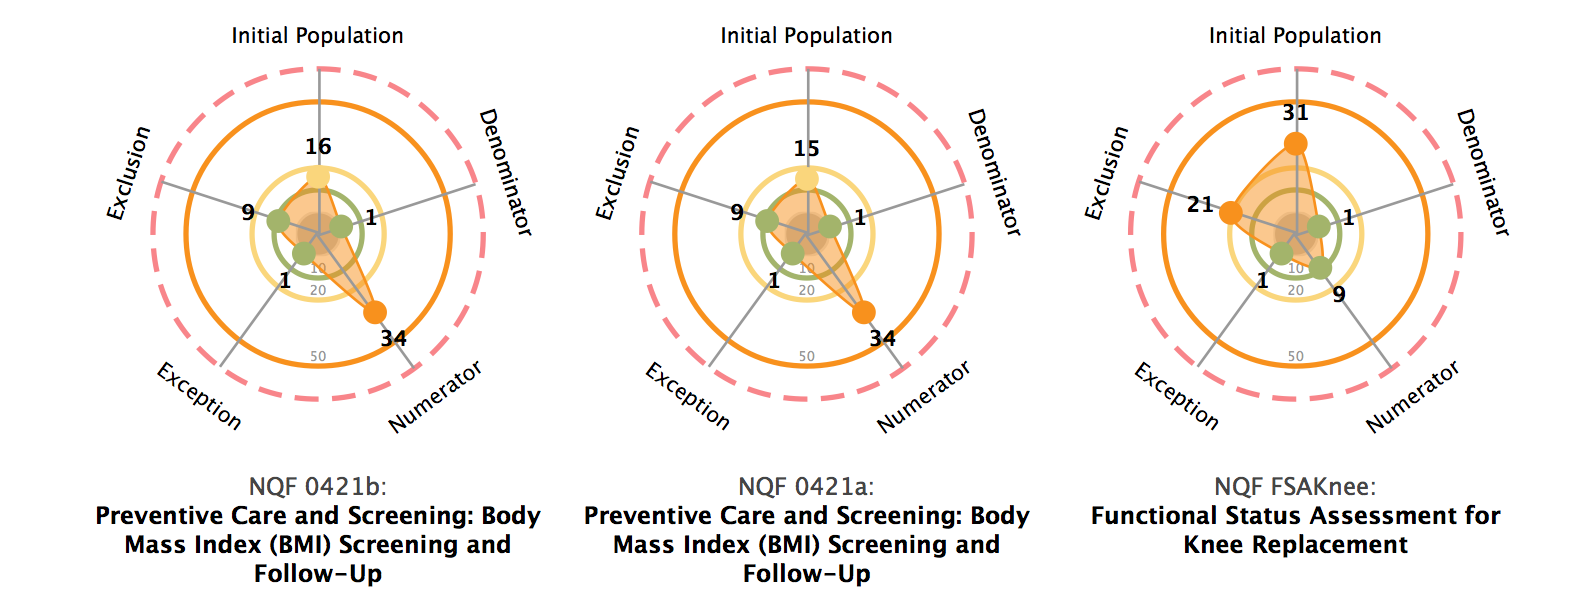 Initial Population
Exclusion
Denominator
16
9
1
1
10
20
34
50
Exception
Numerator
NQF 0421b:
Preventive Care and Screening: Body
Mass Index (BMI) Screening and
Follow-Up
Initial Population
Exclusion
Denominator
15
9
1
1
10
20
34
50
Exception
Numerator
NQF 0421a:
Preventive Care and Screening: Body
Mass Index (BMI) Screening and
Follow-Up
Initial Population
Exclusion
Denominator
31
21
1
1
10
20
9
50
Exception
Numerator
NQF FSAKnee:
Functional Status Assessment for
Knee Replacement